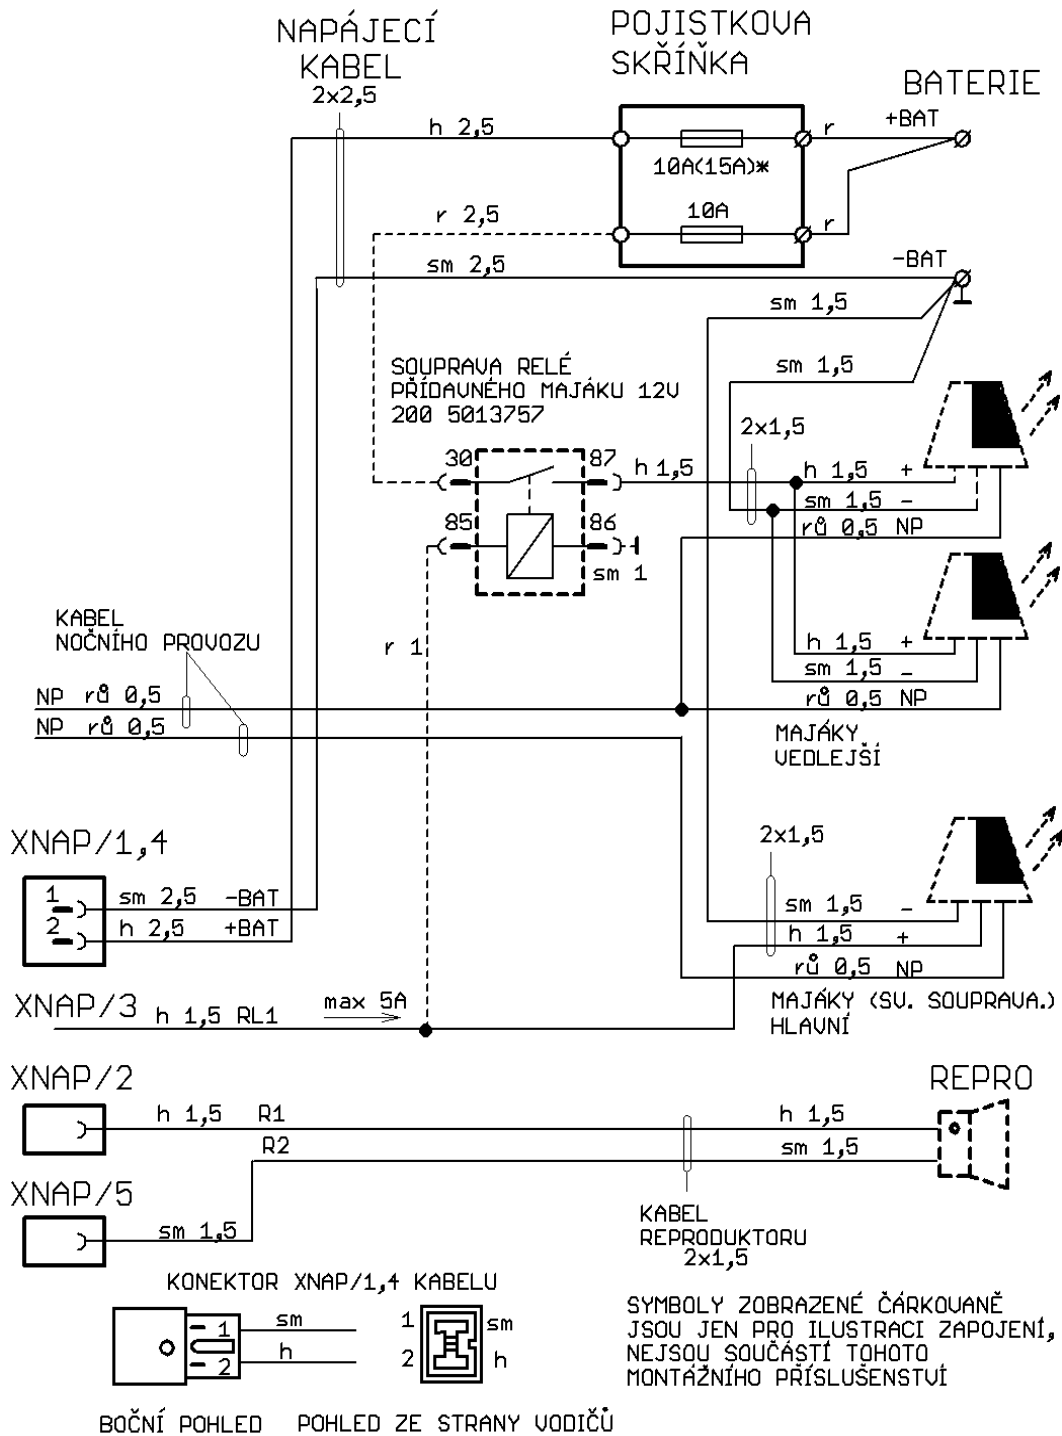 NAPÁJECÍ
KABEL
2x2,5
POJISTKOVA
SKŘÍŇKA
BATERIE
h 2,5
r
+BAT
10A(15A)*
r 2,5
10A
r
sm 2,5
-BAT
sm 1,5
SOUPRAVA RELÉ
PŘÍDAVNÉHO MAJÁKU 12V
200 5013757
sm 1,5
2x1,5
30
87
h 1,5
h 1,5 +
sm 1,5 -
85
86
rů 0,5 NP
sm 1
KABEL
NOČNÍHO PROVOZU
r 1
h 1,5 +
sm 1,5 -
NP rů 0,5
rů 0,5 NP
NP rů 0,5
MAJÁKY
VEDLEJŠÍ
XNAP/1,4
2x1,5
1
sm 2,5 -BAT
2
h 2,5 +BAT
sm 1,5 -
h 1,5 +
rů 0,5 NP
XNAP/3
h 1,5 RL1
max 5A
MAJÁKY (SV. SOUPRAVA.)
HLAVNÍ
XNAP/2
REPRO
h 1,5 R1
h 1,5
R2
sm 1,5
XNAP/5
sm 1,5
KABEL
REPRODUKTORU
2x1,5
KONEKTOR XNAP/1,4 KABELU
1
sm
2
h
1
sm
2
h
SYMBOLY ZOBRAZENÉ ČÁRKOVANĚ
JSOU JEN PRO ILUSTRACI ZAPOJENÍ,
NEJSOU SOUČÁSTÍ TOHOTO
MONTÁŽNÍHO PŘÍSLUŠENSTVÍ
BOČNÍ POHLED
POHLED ZE STRANY VODIČŮ